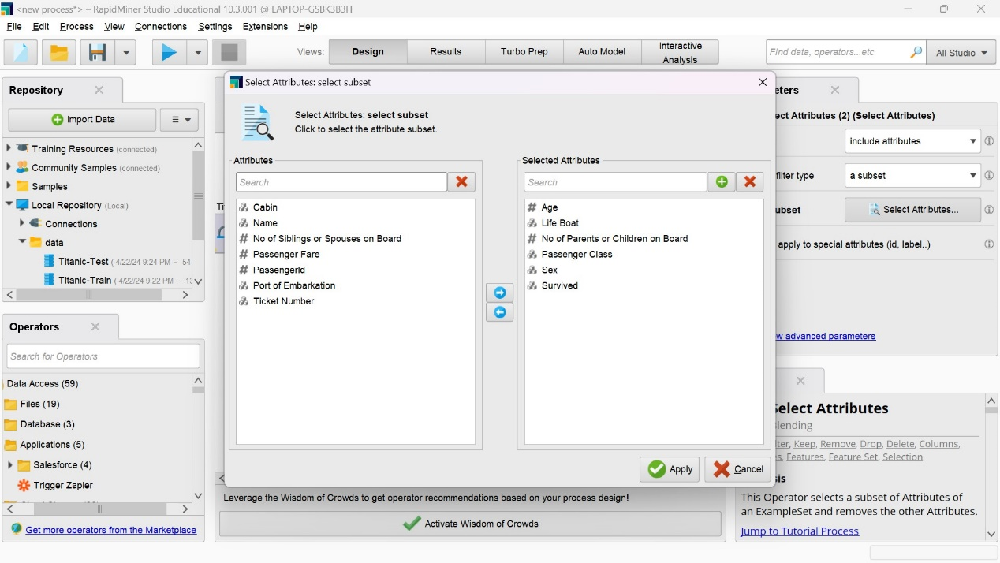 <new process*> – RapidMiner Studio Educational 10.3.001 @ LAPTOP-GSBK3B3H
File Edit Process View Connections Settings Extensions Help
Views: Design Results Turbo Prep Auto Model Interactive Analysis
Find data, operators...etc All Studio
Repository
Import Data
Training Resources (connected)
Community Samples (connected)
Samples
Local Repository (Local)
Connections
data
Titanic-Test ( 4/22/24 9:24 PM – 54
Titanic-Train ( 4/22/24 9:22 PM – 13
Operators
Search for Operators
Data Access (59)
Files (19)
Database (3)
Applications (5)
Salesforce (4)
Trigger Zapier
Get more operators from the Marketplace
Select Attributes: select subset
Select Attributes: select subset
Click to select the attribute subset.
Attributes
Search
Cabin
Name
No of Siblings or Spouses on Board
Passenger Fare
PassengerId
Port of Embarkation
Ticket Number
Selected Attributes
Search
Age
Life Boat
No of Parents or Children on Board
Passenger Class
Sex
Survived
Apply
Cancel
Leverage the Wisdom of Crowds to get operator recommendations based on your process design!
Activate Wisdom of Crowds
eters
ect Attributes (2) (Select Attributes)
include attributes
filter type a subset
ubset Select Attributes...
apply to special attributes (id, label..)
w advanced parameters
Select Attributes
lending
lter, Keep, Remove, Drop, Delete, Columns,
es, Features, Feature Set, Selection
sis
This Operator selects a subset of Attributes of
an ExampleSet and removes the other Attributes.
Jump to Tutorial Process